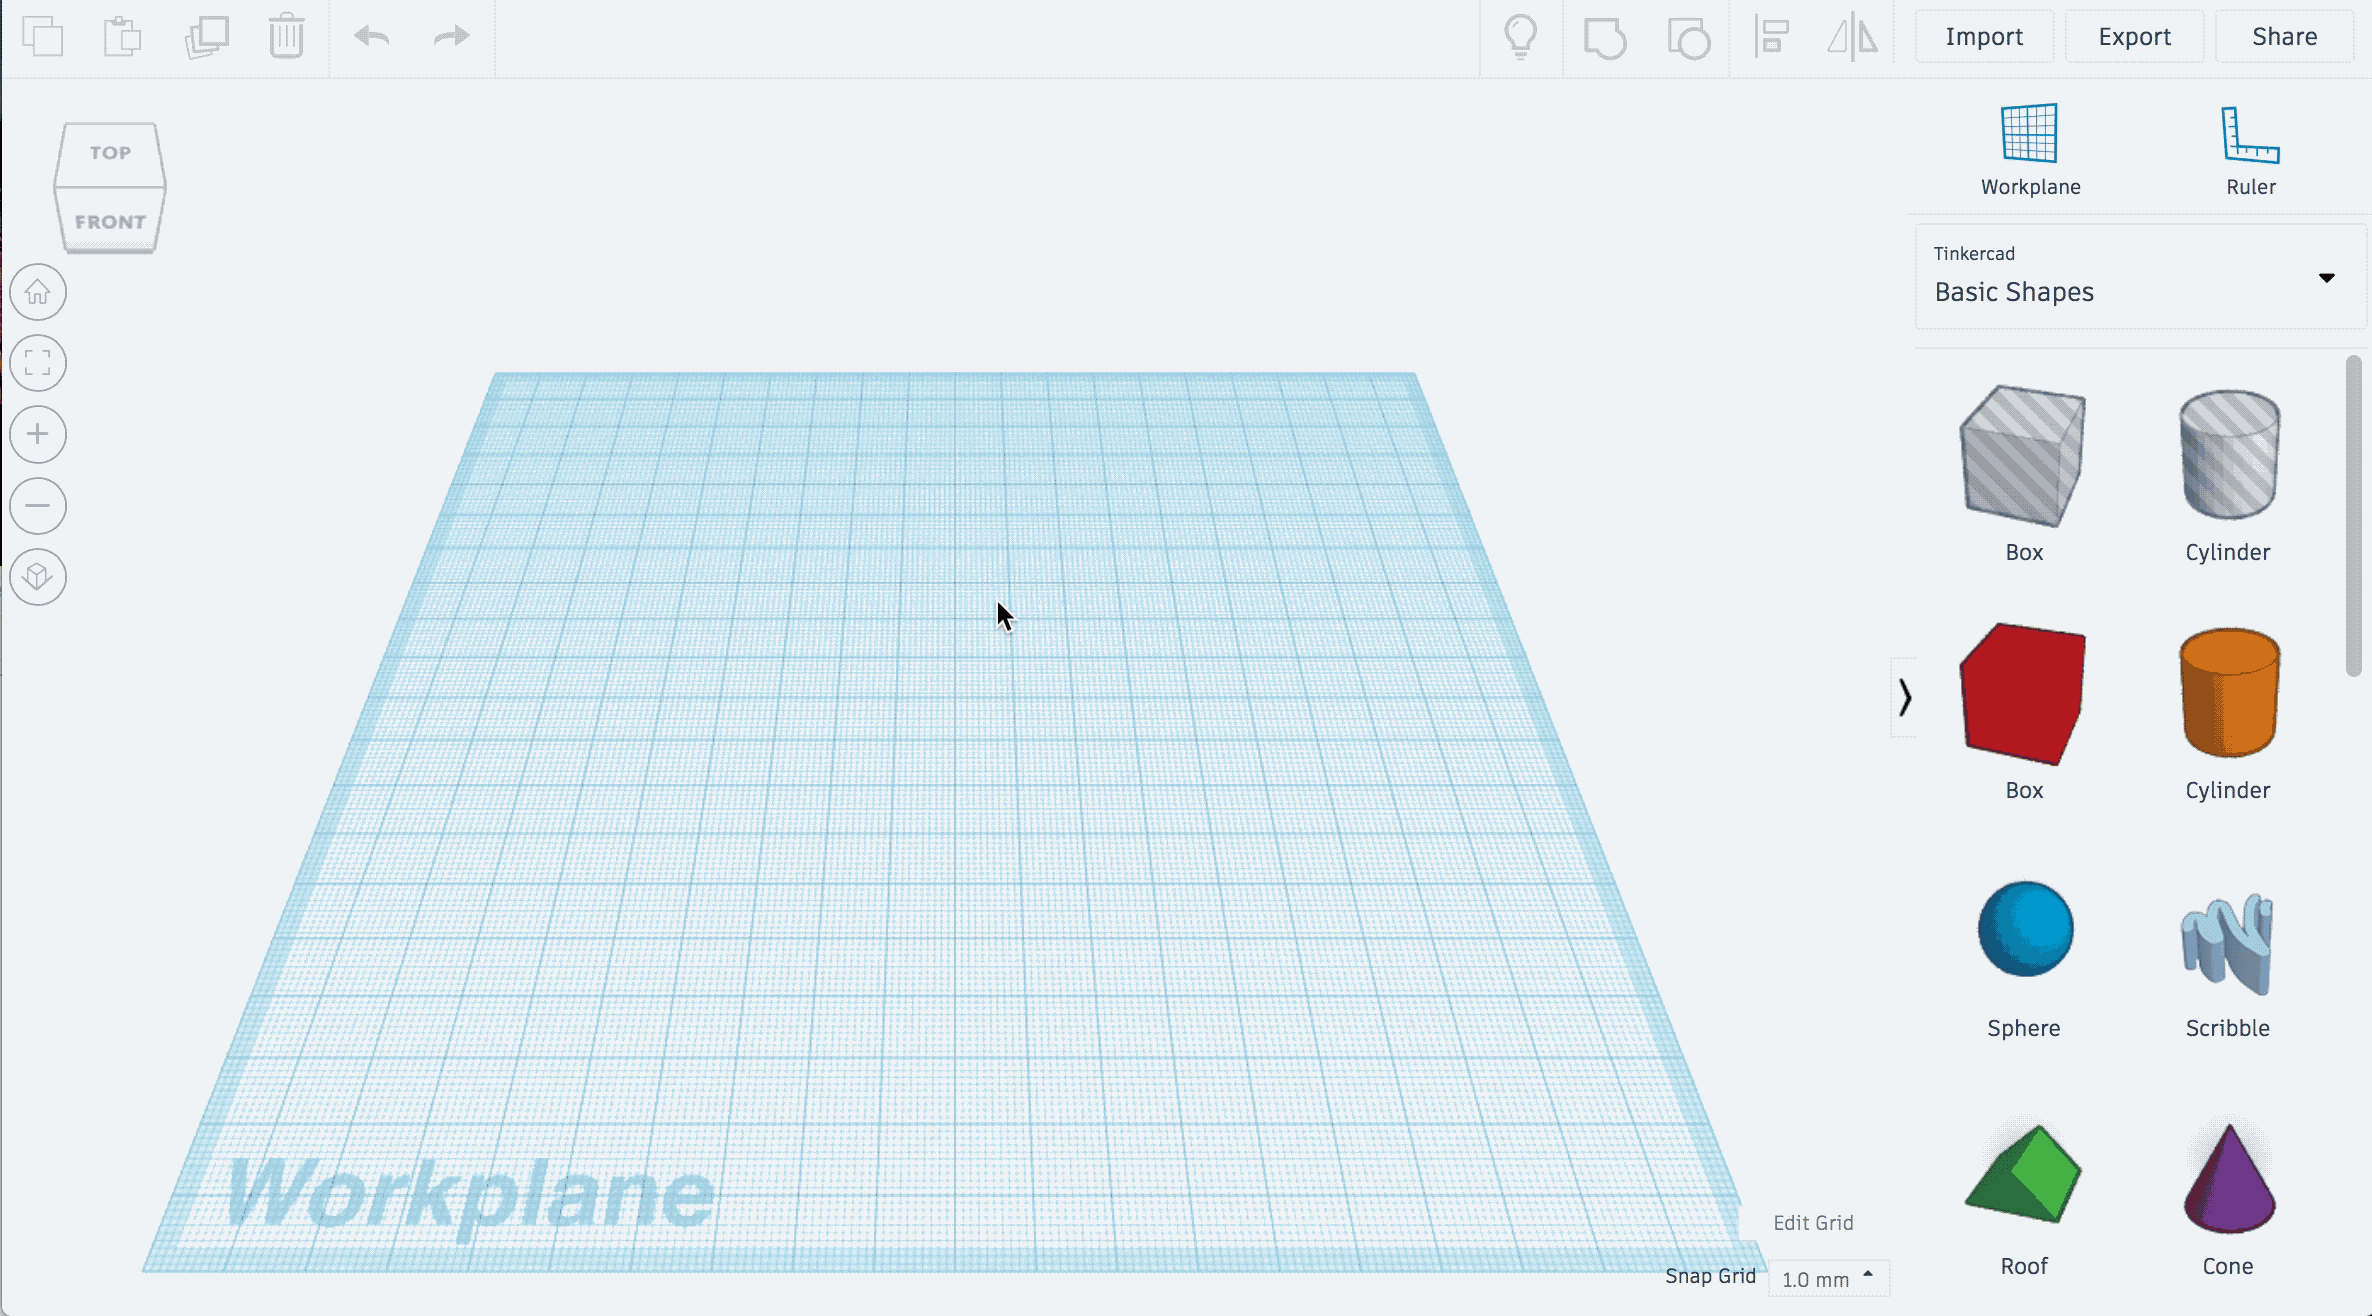 Import
Export
Share
TOP
FRONT
Workplane
Ruler
Tinkercad
Basic Shapes
Box
Cylinder
Box
Cylinder
Sphere
Scribble
Roof
Cone
Workplane
Edit Grid
Snap Grid
1.0 mm